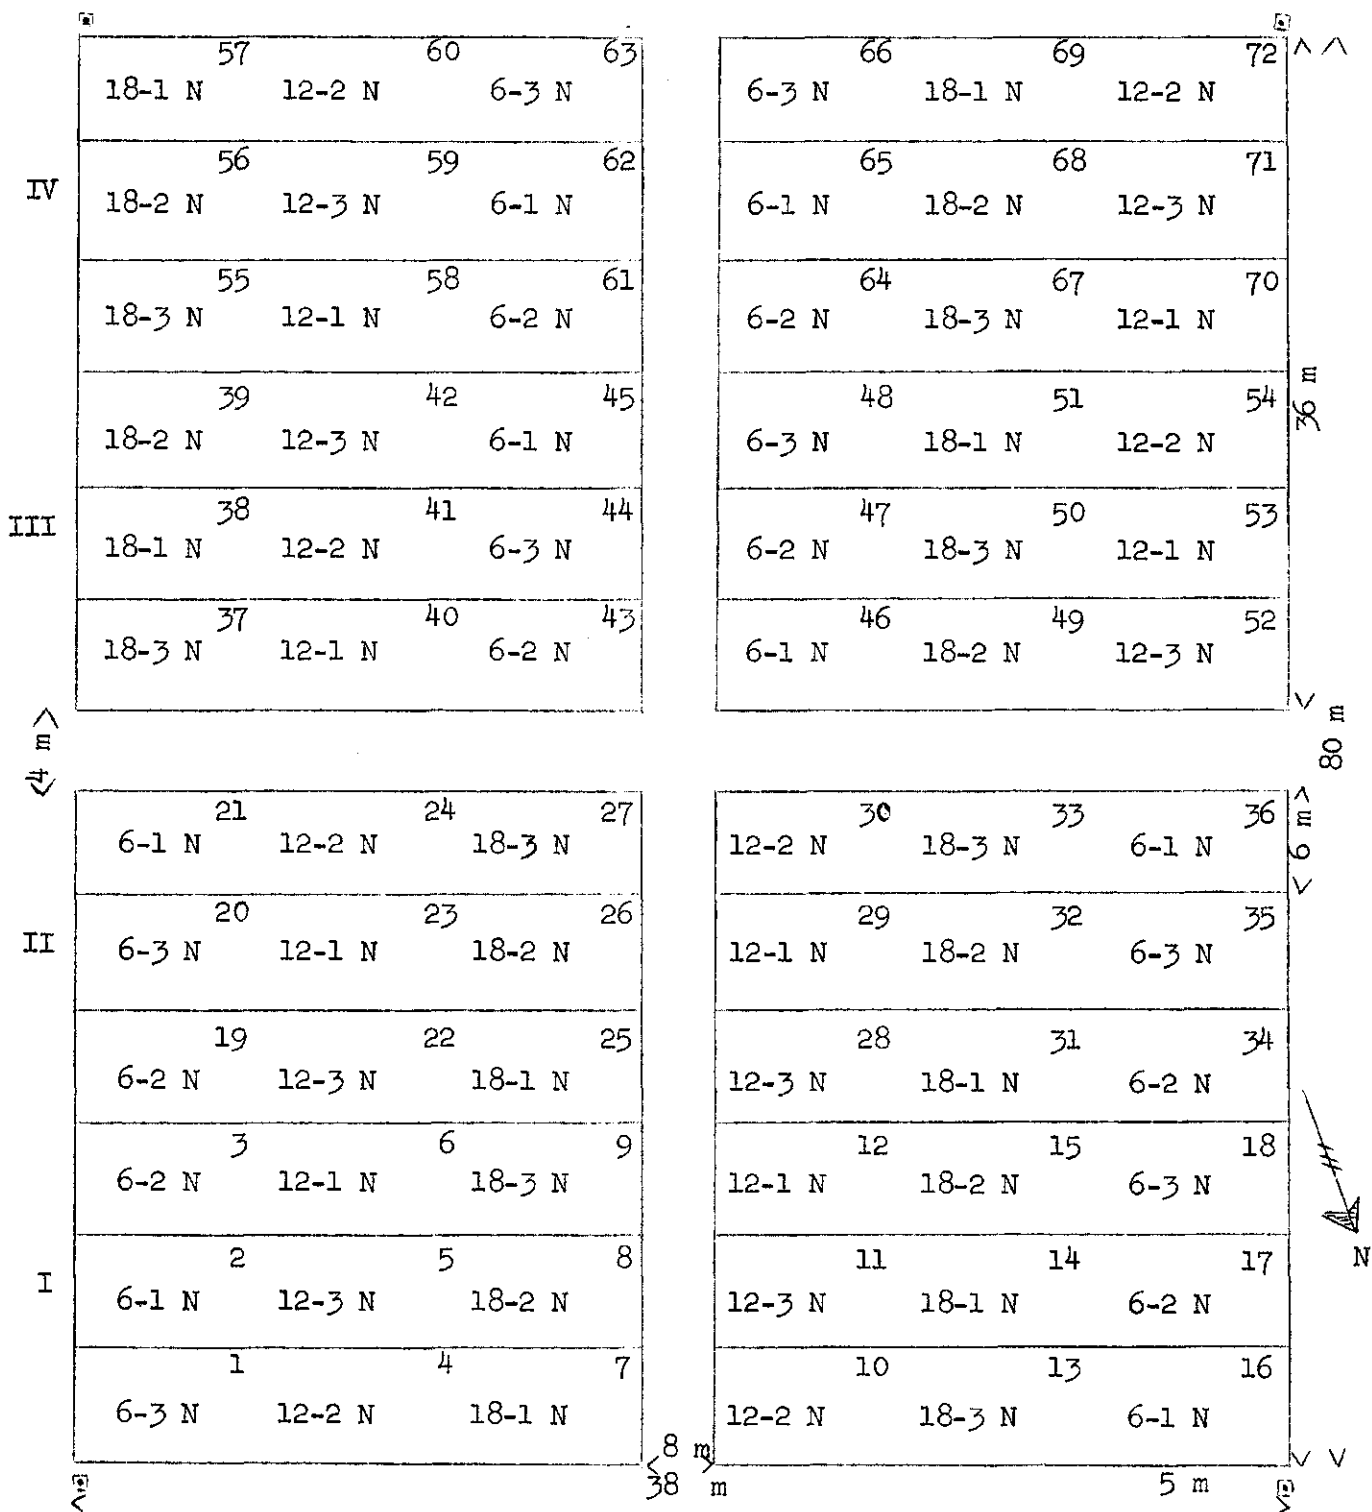 57 60 63 66 69 72
18-1 N 12-2 N 6-3 N 6-3 N 18-1 N 12-2 N
56 59 62 65 68 71
IV 18-2 N 12-3 N 6-1 N 6-1 N 18-2 N 12-3 N
55 58 61 64 67 70
18-3 N 12-1 N 6-2 N 6-2 N 18-3 N 12-1 N
39 42 45 48 51 54
18-2 N 12-3 N 6-1 N 6-3 N 18-1 N 12-2 N
36 m
38 41 44 47 50 53
III 18-1 N 12-2 N 6-3 N 6-2 N 18-3 N 12-1 N
37 40 43 46 49 52
18-3 N 12-1 N 6-2 N 6-1 N 18-2 N 12-3 N
4 m
80 m
21 24 27 30 33 36
6-1 N 12-2 N 18-3 N 12-2 N 18-3 N 6-1 N
6 m
20 23 26 29 32 35
II 6-3 N 12-1 N 18-2 N 12-1 N 18-2 N 6-3 N
19 22 25 28 31 34
6-2 N 12-3 N 18-1 N 12-3 N 18-1 N 6-2 N
3 6 9 12 15 18
6-2 N 12-1 N 18-3 N 12-1 N 18-2 N 6-3 N
N
2 5 8 11 14 17
I 6-1 N 12-3 N 18-2 N 12-3 N 18-1 N 6-2 N
1 4 7 10 13 16
6-3 N 12-2 N 18-1 N 12-2 N 18-3 N 6-1 N
8 m
38 m 5 m